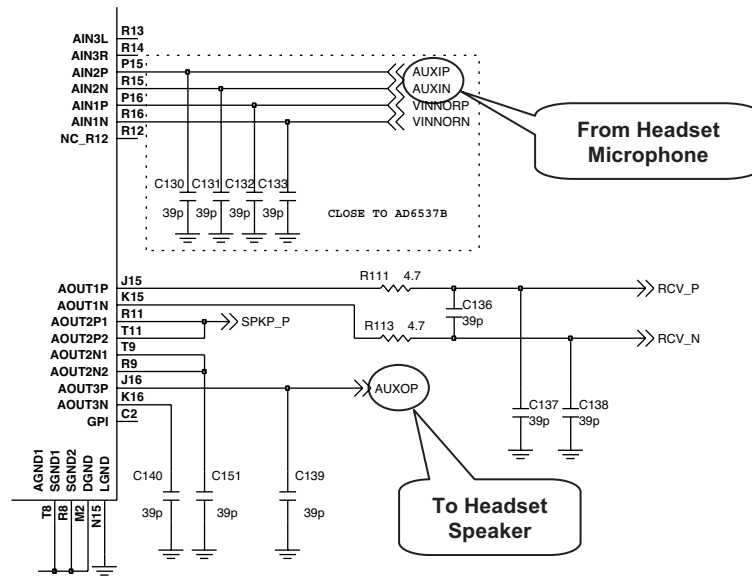 AIN3L R13
AIN3R R14
AIN2P P15 AUXIP
AIN2N R15 AUXIN
AIN1P P16 VINNORP
AIN1N R16 VINNORN
NC_R12 R12
From Headset
Microphone
C130 C131 C132 C133
39p 39p 39p 39p
CLOSE TO AD6537B
AOUT1P J15 R111 4.7 RCV_P
AOUT1N K15
C136
39p
AOUT2P1 R11 SPKP_P
AOUT2P2 T11 R113 4.7 RCV_N
AOUT2N1 T9
AOUT2N2 R9
AOUT3P J16 AUXOP
AOUT3N K16
GPI C2
C137 C138
39p 39p
AGND1 SGND1 SGND2 DGND LGND
T8 R8 M2 N15
C140 C151 C139
39p 39p 39p
To Headset
Speaker